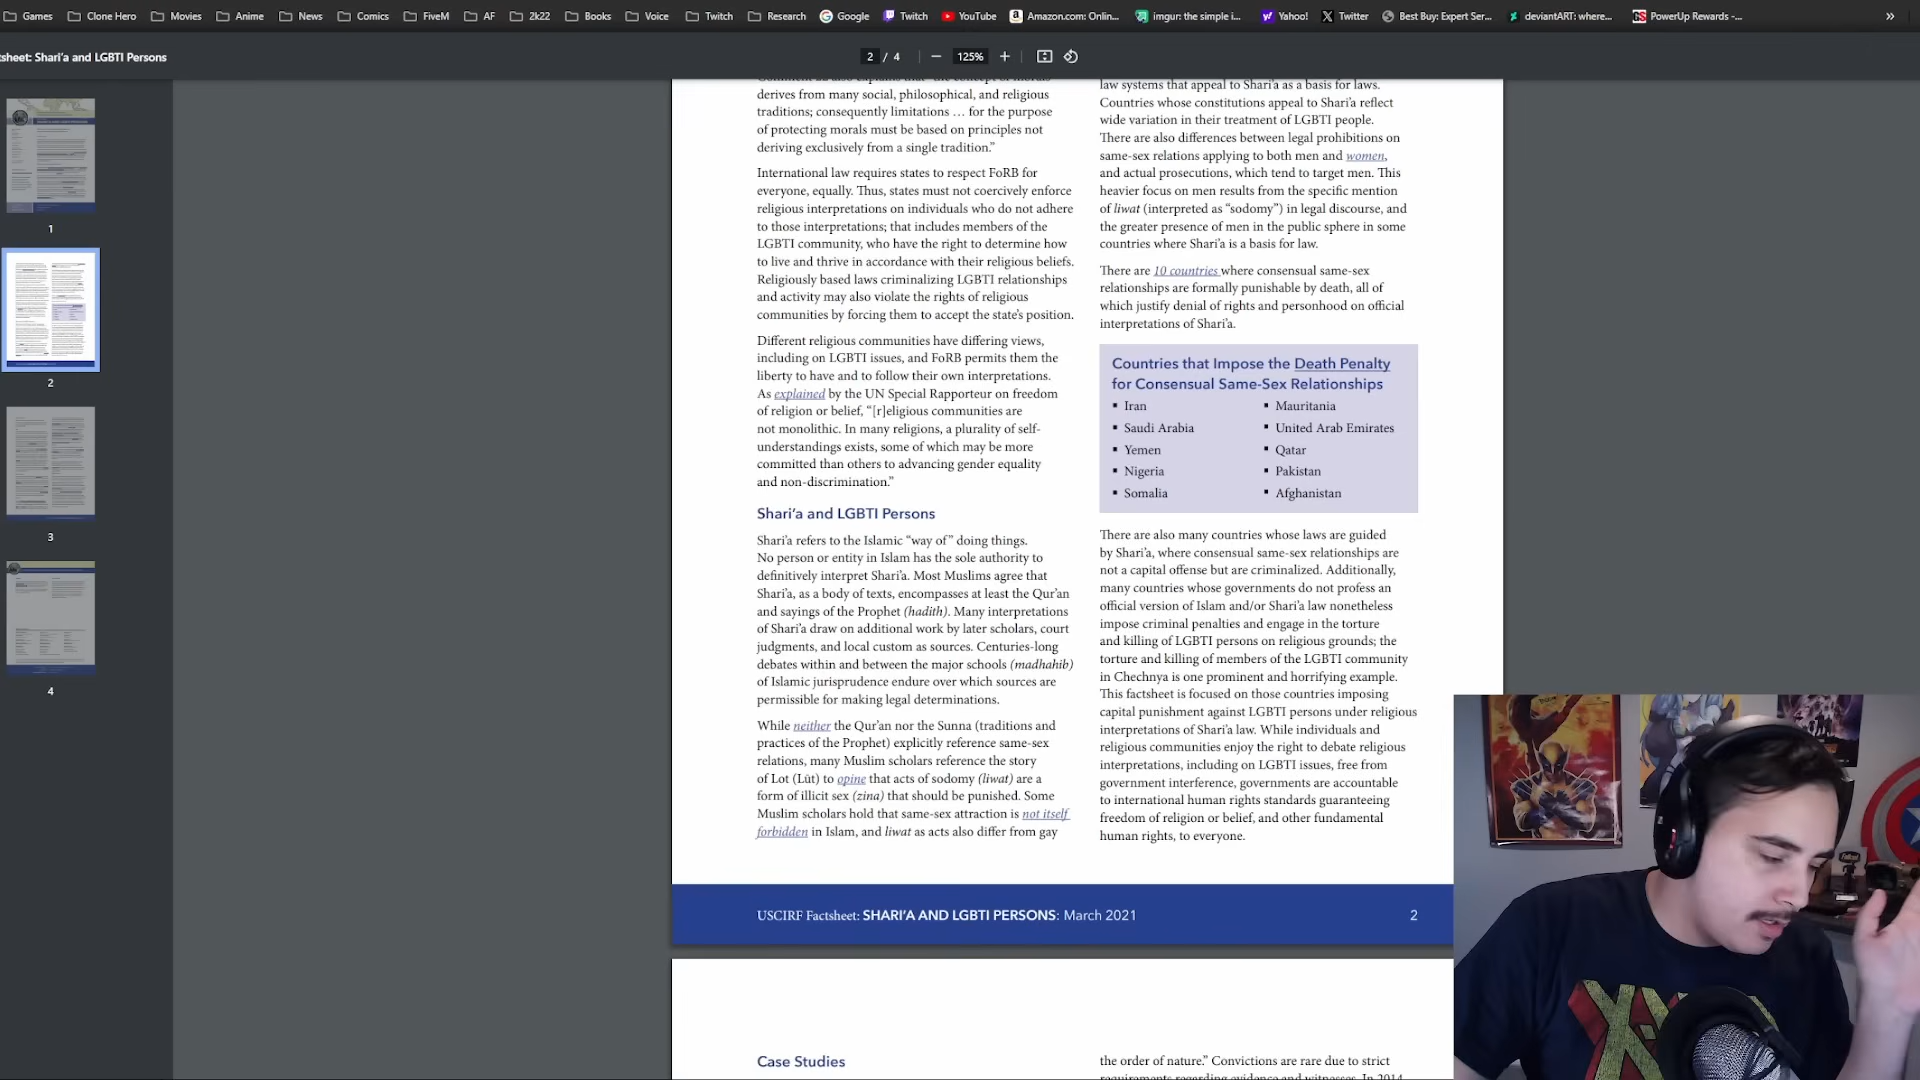 Games
Clone Hero
Movies
Anime
News
Comics
FiveM
AF
2k22
Books
Voice
Twitch
Research
Google
Twitch
YouTube
Amazon.com: Onlin...
imgur: the simple i...
Yahoo!
Twitter
Best Buy: Expert Ser...
deviantART: where...
PowerUp Rewards -...
»
sheet: Shari'a and LGBTI Persons
2 / 4
125%
1
2
3
4
derives from many social, philosophical, and religious
traditions; consequently limitations … for the purpose
of protecting morals must be based on principles not
deriving exclusively from a single tradition.”
International law requires states to respect FoRB for
everyone, equally. Thus, states must not coercively enforce
religious interpretations on individuals who do not adhere
to those interpretations; that includes members of the
LGBTI community, who have the right to determine how
to live and thrive in accordance with their religious beliefs.
Religiously based laws criminalizing LGBTI relationships
and activity may also violate the rights of religious
communities by forcing them to accept the state’s position.
Different religious communities have differing views,
including on LGBTI issues, and FoRB permits them the
liberty to have and to follow their own interpretations.
As explained by the UN Special Rapporteur on freedom
of religion or belief, “[r]eligious communities are
not monolithic. In many religions, a plurality of self-
understandings exists, some of which may be more
committed than others to advancing gender equality
and non-discrimination.”
Shari’a and LGBTI Persons
Shari’a refers to the Islamic “way of” doing things.
No person or entity in Islam has the sole authority to
definitively interpret Shari’a. Most Muslims agree that
Shari’a, as a body of texts, encompasses at least the Qur’an
and sayings of the Prophet (hadith). Many interpretations
of Shari’a draw on additional work by later scholars, court
judgments, and local custom as sources. Centuries-long
debates within and between the major schools (madhahib)
of Islamic jurisprudence endure over which sources are
permissible for making legal determinations.
While neither the Qur’an nor the Sunna (traditions and
practices of the Prophet) explicitly reference same-sex
relations, many Muslim scholars reference the story
of Lot (Lūt) to opine that acts of sodomy (liwat) are a
form of illicit sex (zina) that should be punished. Some
Muslim scholars hold that same-sex attraction is not itself
forbidden in Islam, and liwat as acts also differ from gay
law systems that appeal to Shari’a as a basis for laws.
Countries whose constitutions appeal to Shari’a reflect
wide variation in their treatment of LGBTI people.
There are also differences between legal prohibitions on
same-sex relations applying to both men and women,
and actual prosecutions, which tend to target men. This
heavier focus on men results from the specific mention
of liwat (interpreted as “sodomy”) in legal discourse, and
the greater presence of men in the public sphere in some
countries where Shari’a is a basis for law.
There are 10 countries where consensual same-sex
relationships are formally punishable by death, all of
which justify denial of rights and personhood on official
interpretations of Shari’a.
Countries that Impose the Death Penalty
for Consensual Same-Sex Relationships
▪ Iran
▪ Saudi Arabia
▪ Yemen
▪ Nigeria
▪ Somalia
▪ Mauritania
▪ United Arab Emirates
▪ Qatar
▪ Pakistan
▪ Afghanistan
There are also many countries whose laws are guided
by Shari’a, where consensual same-sex relationships are
not a capital offense but are criminalized. Additionally,
many countries whose governments do not profess an
official version of Islam and/or Shari’a law nonetheless
impose criminal penalties and engage in the torture
and killing of LGBTI persons on religious grounds; the
torture and killing of members of the LGBTI community
in Chechnya is one prominent and horrifying example.
This factsheet is focused on those countries imposing
capital punishment against LGBTI persons under religious
interpretations of Shari’a law. While individuals and
religious communities enjoy the right to debate religious
interpretations, including on LGBTI issues, free from
government interference, governments are accountable
to international human rights standards guaranteeing
freedom of religion or belief, and other fundamental
human rights, to everyone.
USCIRF Factsheet: SHARI’A AND LGBTI PERSONS: March 2021
2
Case Studies
the order of nature.” Convictions are rare due to strict
requirements regarding evidence and witnesses. In 2014